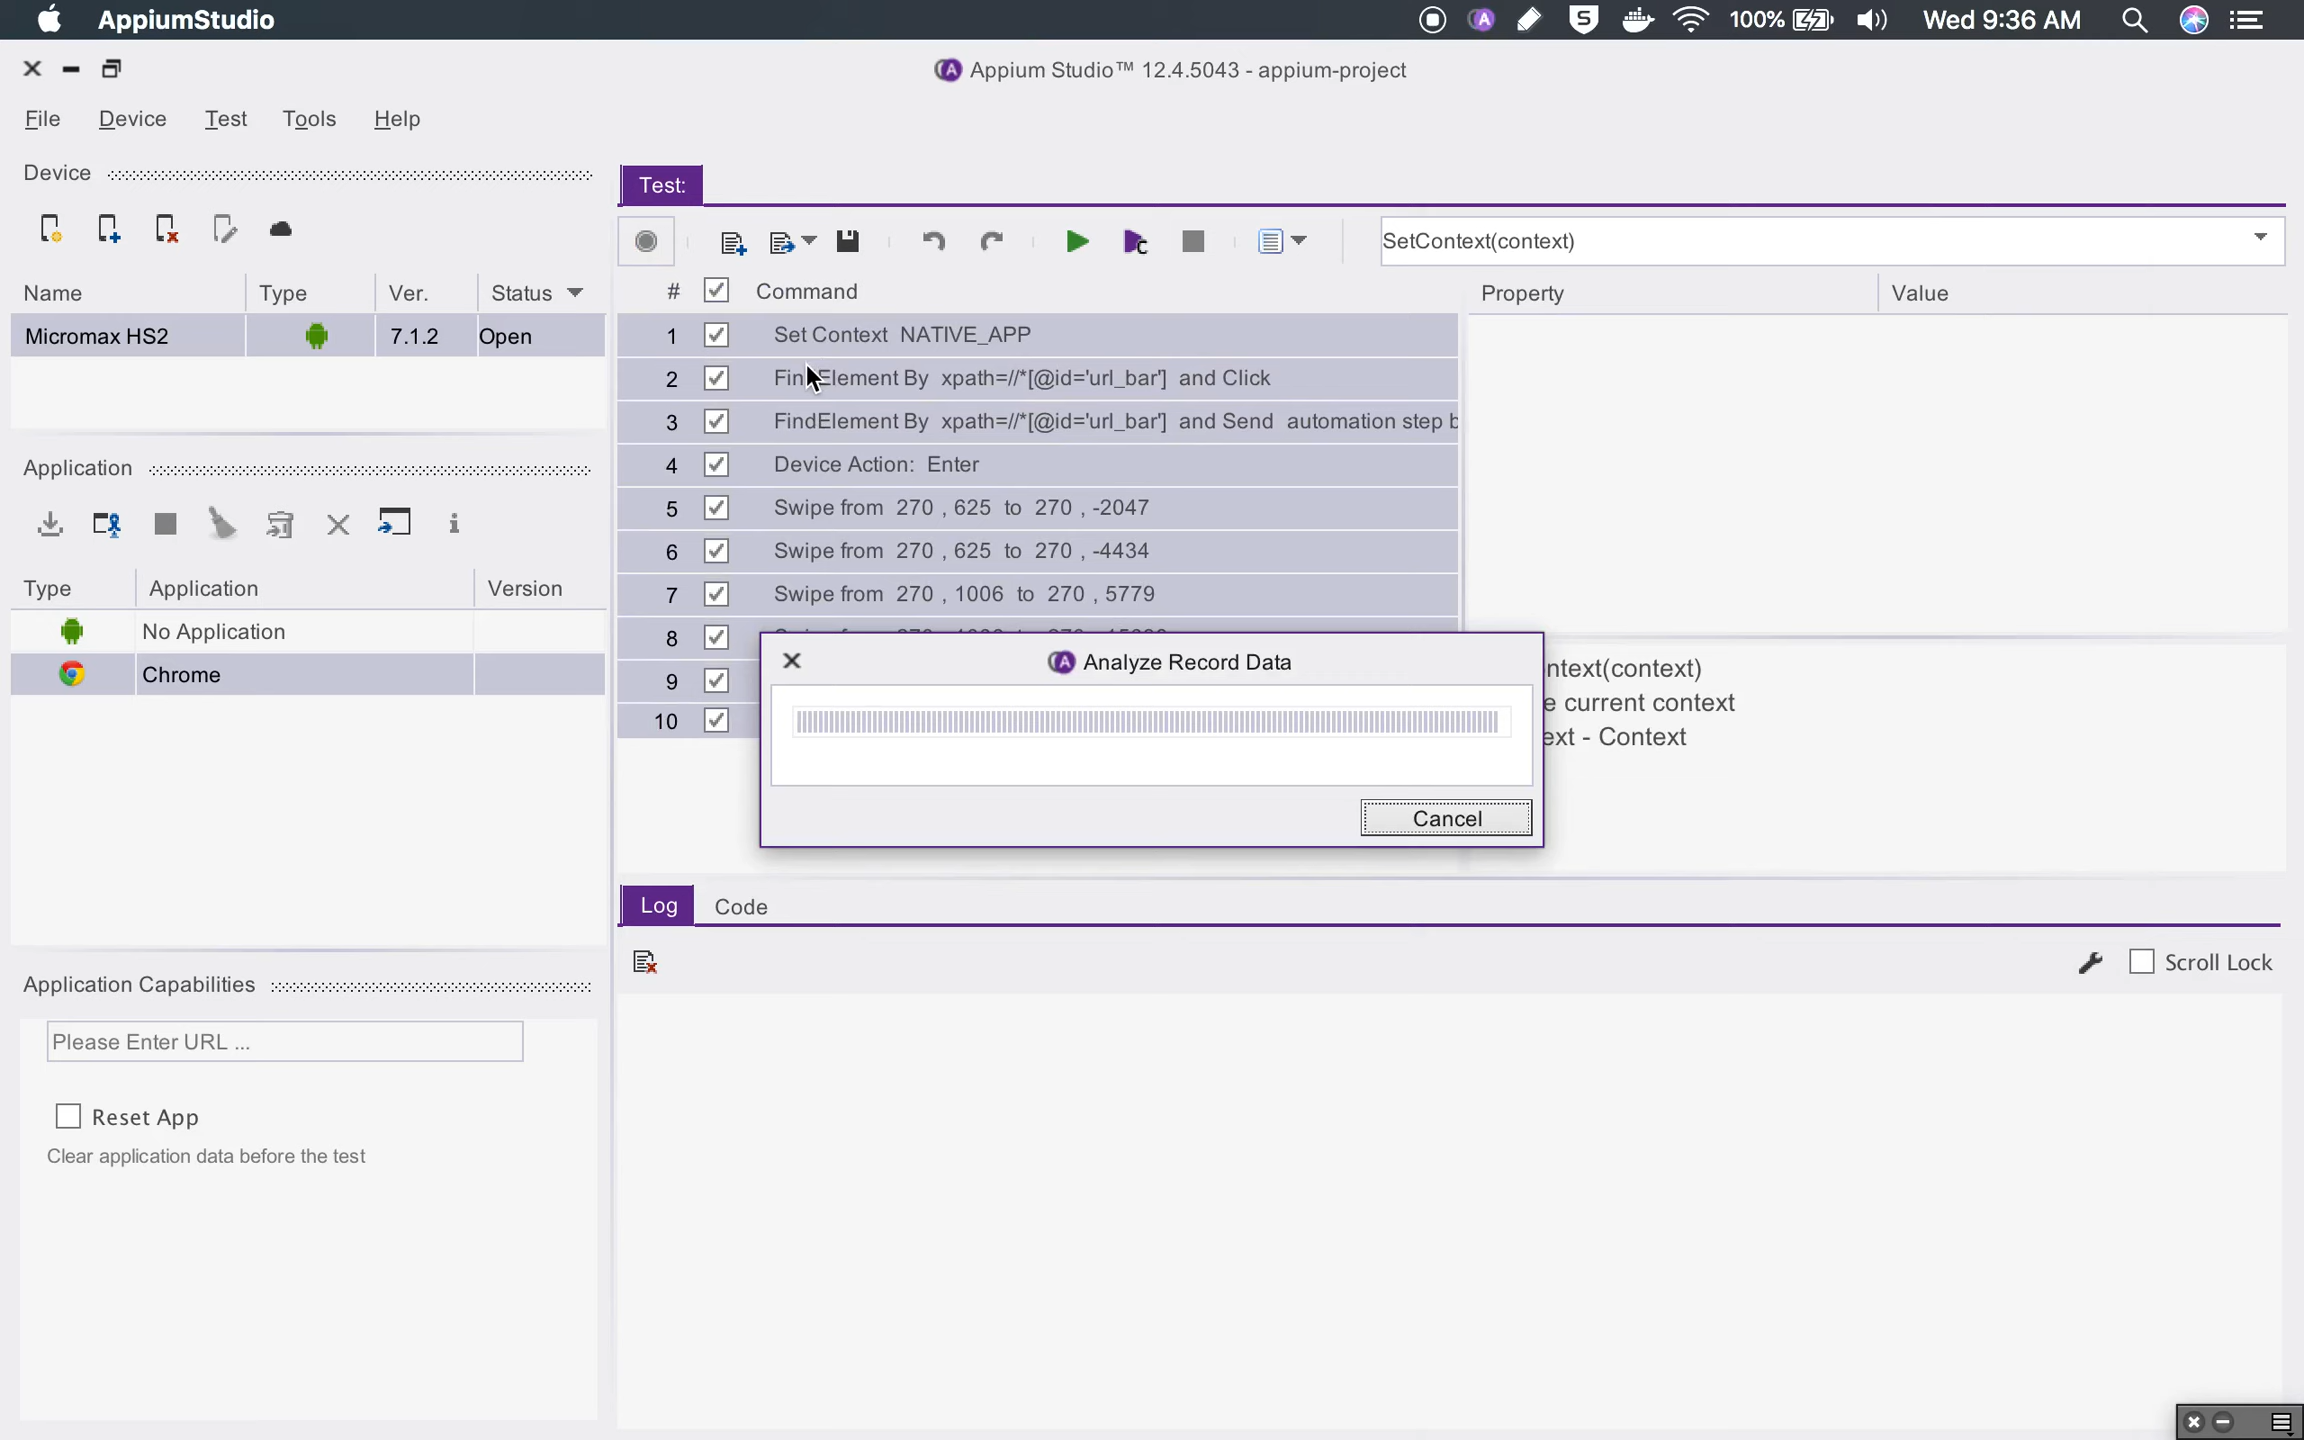 AppiumStudio
100%
Wed 9:36 AM
Appium Studio™ 12.4.5043 - appium-project
File Device Test Tools Help
Device
Test:
SetContext(context)
Name Type Ver. Status
Micromax HS2 7.1.2 Open
# Command
Property Value
1 Set Context NATIVE_APP
2 Fin Element By xpath=//*[@id='url_bar'] and Click
3 FindElement By xpath=//*[@id='url_bar'] and Send automation step b
4 Device Action: Enter
5 Swipe from 270 , 625 to 270 , -2047
6 Swipe from 270 , 625 to 270 , -4434
7 Swipe from 270 , 1006 to 270 , 5779
8
9
10
Application
Type Application Version
No Application
Chrome
Analyze Record Data
Cancel
ntext(context)
e current context
ext - Context
Log Code
Scroll Lock
Application Capabilities
Please Enter URL ...
Reset App
Clear application data before the test